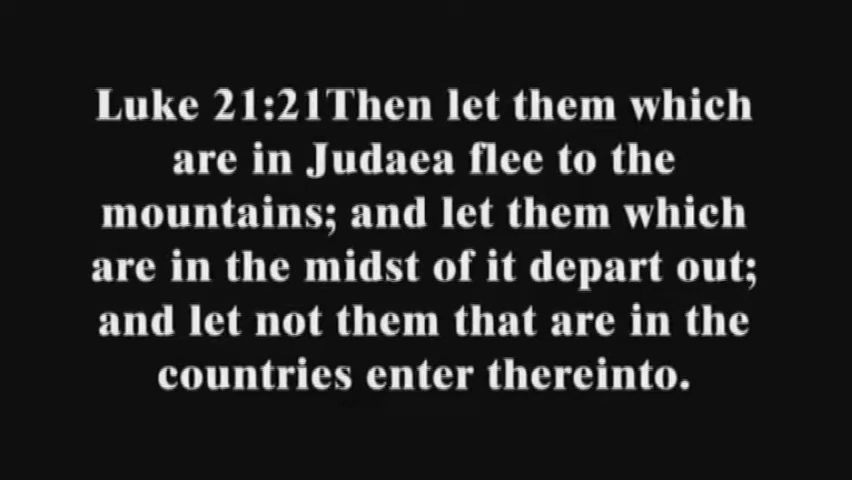 Luke 21:21Then let them which
are in Judaea flee to the
mountains; and let them which
are in the midst of it depart out;
and let not them that are in the
countries enter thereinto.